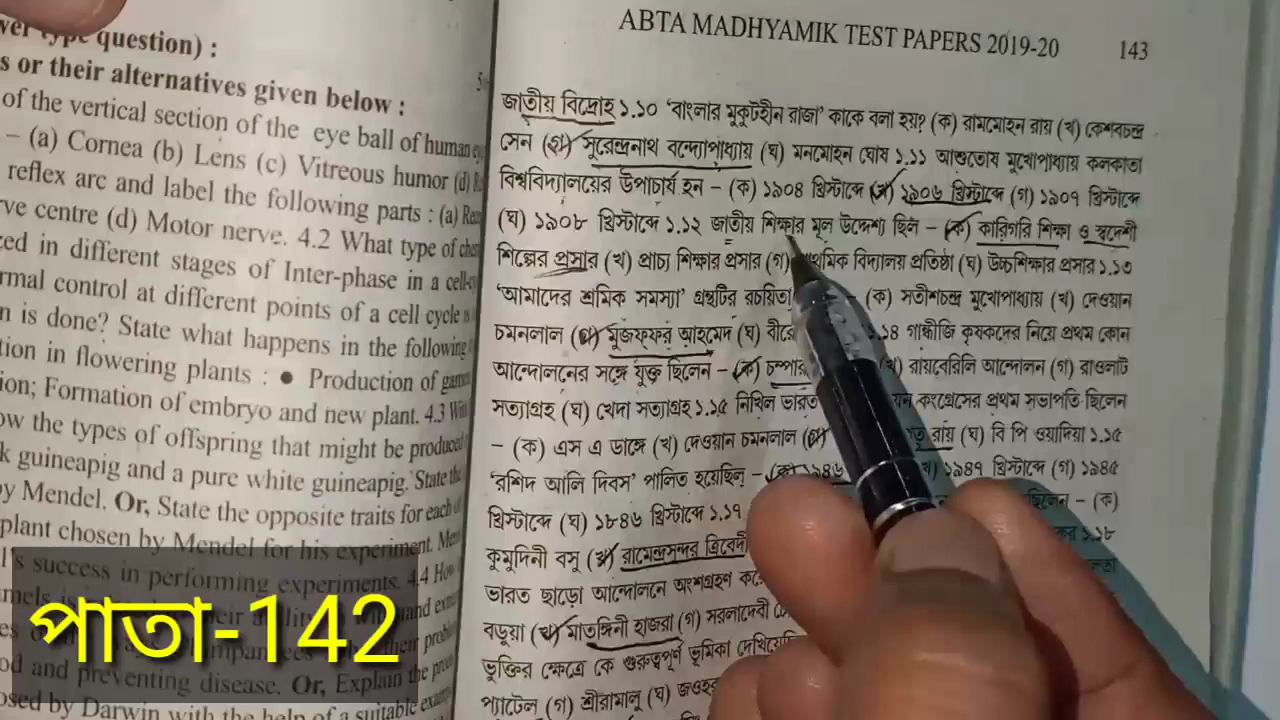 wer type question) :
s or their alternatives given below :
of the vertical section of the eye ball of human
– (a) Cornea (b) Lens (c) Vitreous humor (d)
reflex arc and label the following parts : (a)
ve centre (d) Motor nerve. 4.2 What type of
ed in different stages of Inter-phase in a cell-
rmal control at different points of a cell cycle is
n is done? State what happens in the following
tion in flowering plants : ● Production of
ion; Formation of embryo and new plant. 4.3
ow the types of offspring that might be produced
k guineapig and a pure white guineapig. State the
by Mendel. Or, State the opposite traits for each of
plant chosen by Mendel for his experiment.
l's success in performing experiments. 4.4
and preventing disease. Or, Explain the
osed by Darwin with the help of a suitable
পাতা-142
ABTA MADHYAMIK TEST PAPERS 2019-20 143
জাতীয় বিদ্রোহ ১.১০ 'বাংলার মুকুটহীন রাজা' কাকে বলা হয়? (ক) রামমোহন রায় (খ) কেশবচন্দ্র
সেন (গ) সুরেন্দ্রনাথ বন্দ্যোপাধ্যায় (ঘ) মনমোহন ঘোষ ১.১১ আশুতোষ মুখোপাধ্যায় কলকাতা
বিশ্ববিদ্যালয়ের উপাচার্য হন – (ক) ১৯০৪ খ্রিস্টাব্দে (খ) ১৯০৬ খ্রিস্টাব্দে (গ) ১৯০৭ খ্রিস্টাব্দে
(ঘ) ১৯০৮ খ্রিস্টাব্দে ১.১২ জাতীয় শিক্ষার মূল উদ্দেশ্য ছিল – (ক) কারিগরি শিক্ষা ও স্বদেশী
শিল্পের প্রসার (খ) প্রাচ্য শিক্ষার প্রসার (গ) বিদ্যালয় প্রতিষ্ঠা (ঘ) উচ্চশিক্ষার প্রসার ১.১৩
'আমাদের শ্রমিক সমস্যা' গ্রন্থটির – (ক) সতীশচন্দ্র মুখোপাধ্যায় (খ) দেওয়ান
চমনলাল (গ) মুজফ্ফর আহমেদ (ঘ) ১.১৪ গান্ধীজি কৃষকদের নিয়ে প্রথম কোন
আন্দোলনের সঙ্গে যুক্ত ছিলেন – (ক) (খ) রায়বেরিলি আন্দোলন (গ) রাওলাট
সত্যাগ্রহ (ঘ) খেদা সত্যাগ্রহ ১.১৫ নিখিল ভারত কংগ্রেসের প্রথম সভাপতি ছিলেন
– (ক) এস এ ডাঙ্গে (খ) দেওয়ান চমনলাল (গ) রায় (ঘ) বি পি ওয়াদিয়া ১.১৫
'রশিদ আলি দিবস' পালিত হয়েছিল – (ক) ১৯৪৬ ১৯৪৭ খ্রিস্টাব্দে (গ) ১৯৪৫
খ্রিস্টাব্দে (ঘ) ১৮৪৬ খ্রিস্টাব্দে ১.১৭ ছিলেন – (ক)
কুমুদিনী বসু (খ) রামেন্দ্রসুন্দর ত্রিবেদী ১.১৮
ভারত ছাড়ো আন্দোলনে অংশগ্রহণ
বড়ুয়া (খ) মাতঙ্গিনী হাজরা (গ) সরলাদেবী
ভুক্তির ক্ষেত্রে কে গুরুত্বপূর্ণ ভূমিকা
প্যাটেল (গ) শ্রীরামালু (ঘ)